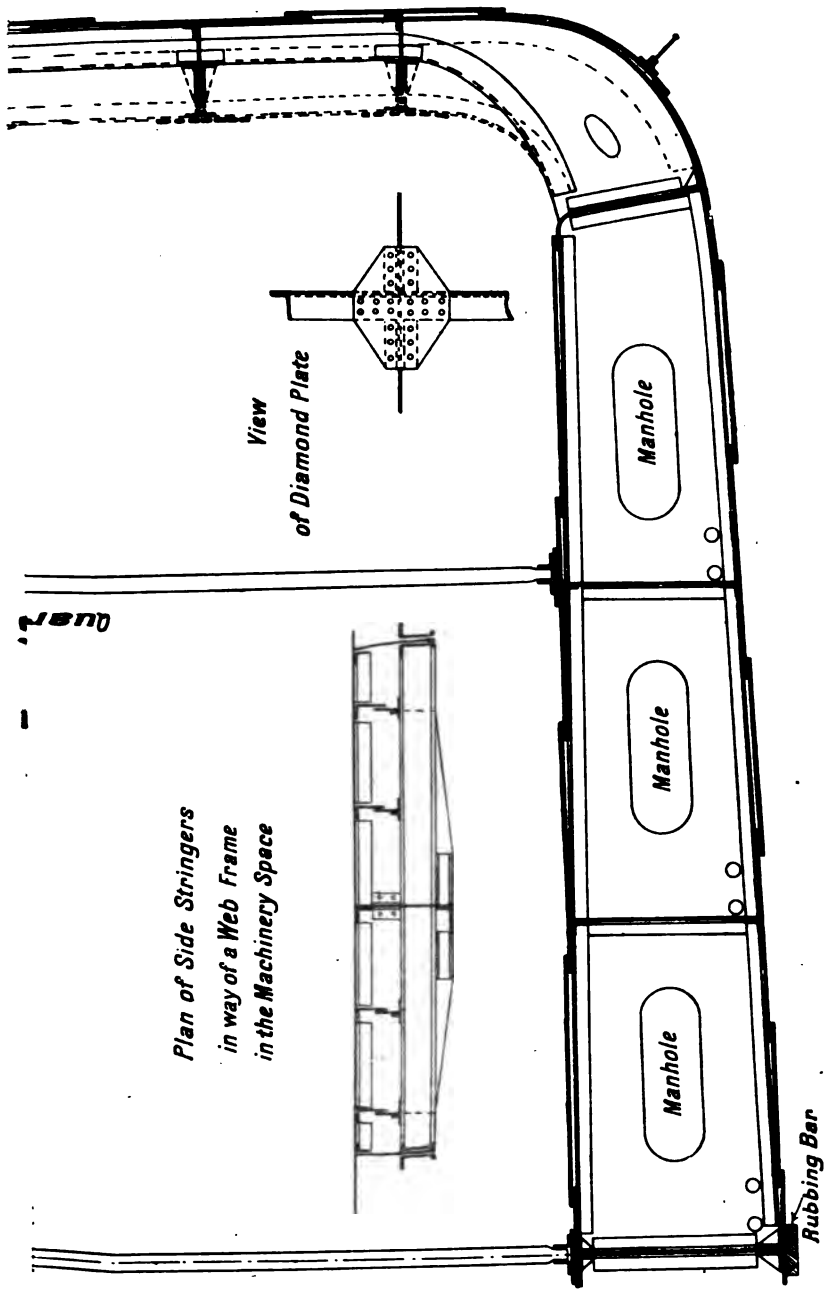 View
of Diamond Plate
Plan of Side Stringers
in way of a Web Frame
in the Machinery Space
Manhole
Manhole
Manhole
Rubbing Bar